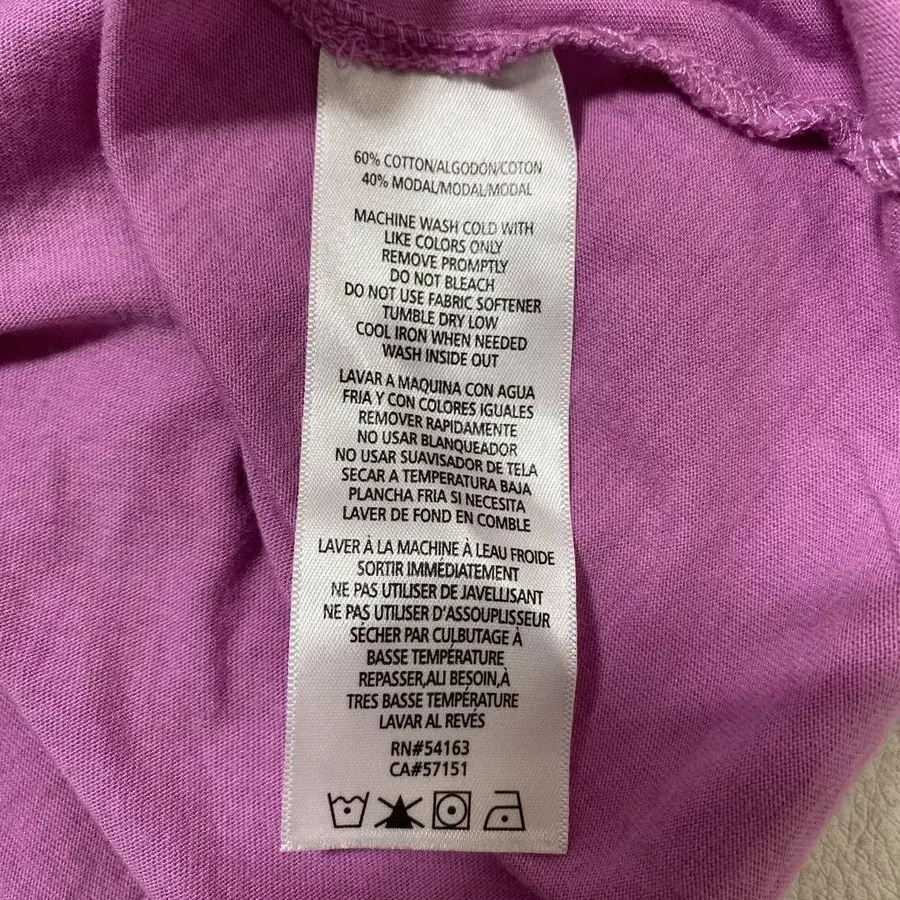 60% COTTON/ALGODÓN/COTON
40% MODAL/MODAL/MODAL
MACHINE WASH COLD WITH
LIKE COLORS ONLY
REMOVE PROMPTLY
DO NOT BLEACH
DO NOT USE FABRIC SOFTENER
TUMBLE DRY LOW
COOL IRON WHEN NEEDED
WASH INSIDE OUT
LAVAR A MAQUINA CON AGUA
FRIA Y CON COLORES IGUALES
REMOVER RAPIDAMENTE
NO USAR BLANQUEADOR
NO USAR SUAVISADOR DE TELA
SECAR A TEMPERATURA BAJA
PLANCHA FRIA SI NECESITA
LAVER DE FOND EN COMBLE
LAVER À LA MACHINE À LEAU FROIDE
SORTIR IMMÉDIATEMENT
NE PAS UTILISER DE JAVELLISANT
NE PAS UTILISER D'ASSOUPLISSEUR
SÉCHER PAR CULBUTAGE À
BASSE TEMPÉRATURE
REPASSER,ALI BESOIN,À
TRES BASSE TEMPÉRATURE
LAVAR AL REVÉS
RN#54163
CA#57151